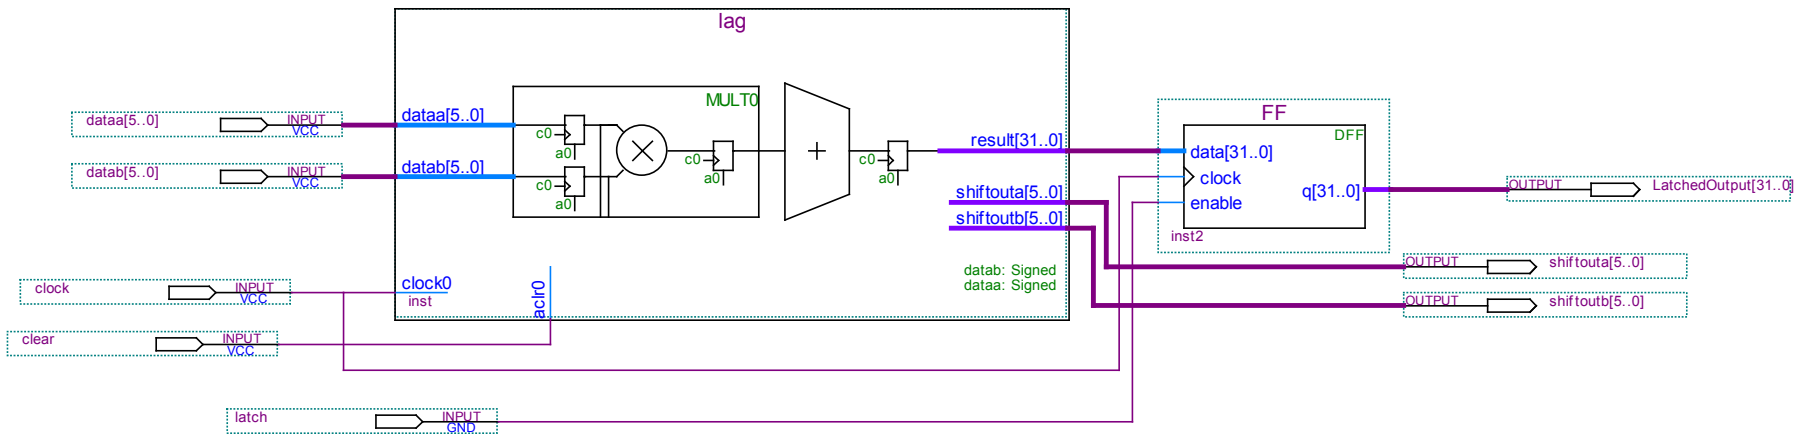 lag
MULT0
FF
DFF
dataa[5..0]
INPUT
VCC
dataa[5..0]
c0
a0
datab[5..0]
INPUT
VCC
datab[5..0]
c0
a0
c0
a0
+
c0
a0
result[31..0]
shiftouta[5..0]
shiftoutb[5..0]
datab: Signed
dataa: Signed
data[31..0]
clock
enable
q[31..0]
inst2
OUTPUT
LatchedOutput[31..0]
OUTPUT
shiftouta[5..0]
OUTPUT
shiftoutb[5..0]
clock
INPUT
VCC
clock0
inst
aclr0
clear
INPUT
VCC
latch
INPUT
GND